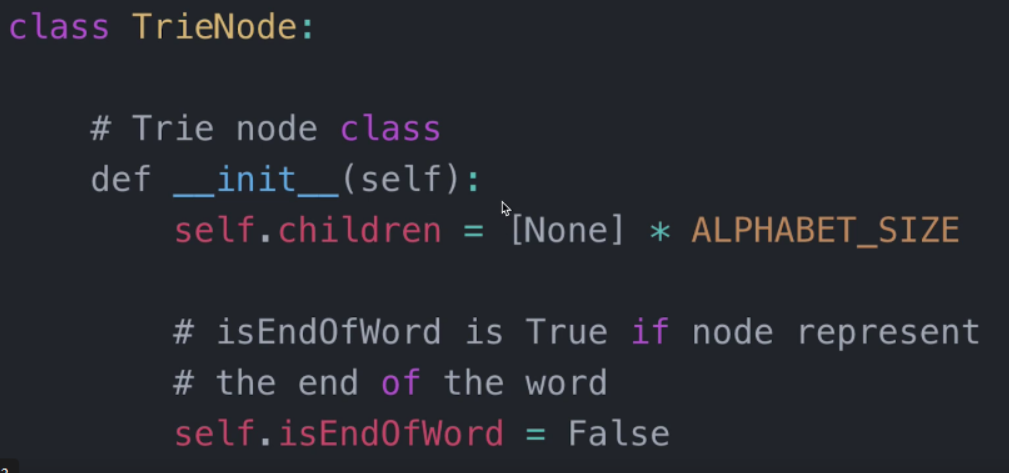 class TrieNode:
# Trie node class
def __init__(self):
self.children = [None] * ALPHABET_SIZE
# isEndOfWord is True if node represent
# the end of the word
self.isEndOfWord = False